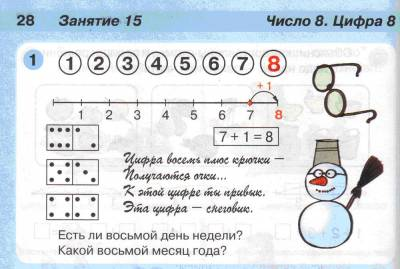 28 Занятие 15 Число 8. Цифра 8
1
1 2 3 4 5 6 7 8
+ 1
1 2 3 4 5 6 7 8
7 + 1 = 8
Цифра восемь плюс крючки –
Получаются очки...
К этой цифре ты привык.
Эта цифра – снеговик.
Есть ли восьмой день недели?
Какой восьмой месяц года?